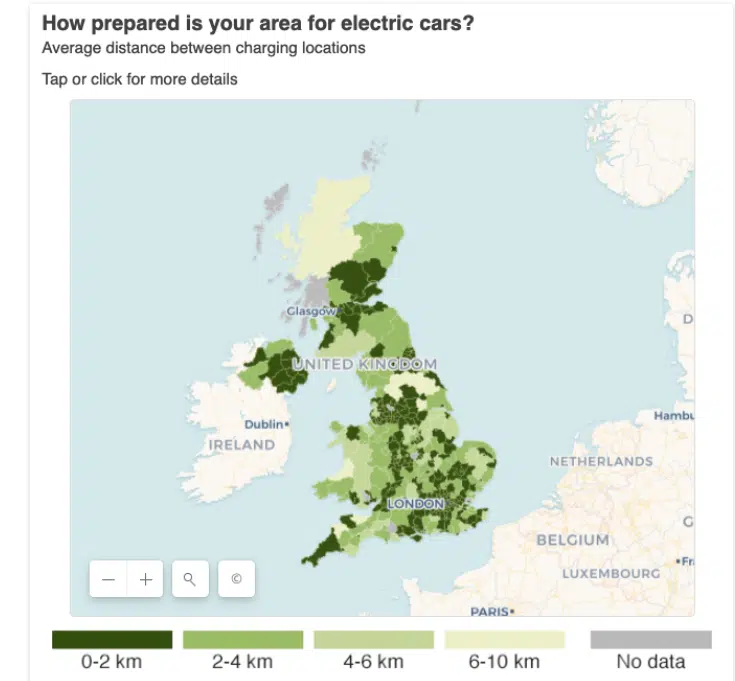 How prepared is your area for electric cars?
Average distance between charging locations
Tap or click for more details
Glasgow
UNITED KINGDOM
Dublin
IRELAND
Hambu
NETHERLANDS
LONDON
BELGIUM
LUXEMBOURG
PARIS
D
G
Fr
− + ©
0-2 km 2-4 km 4-6 km 6-10 km No data